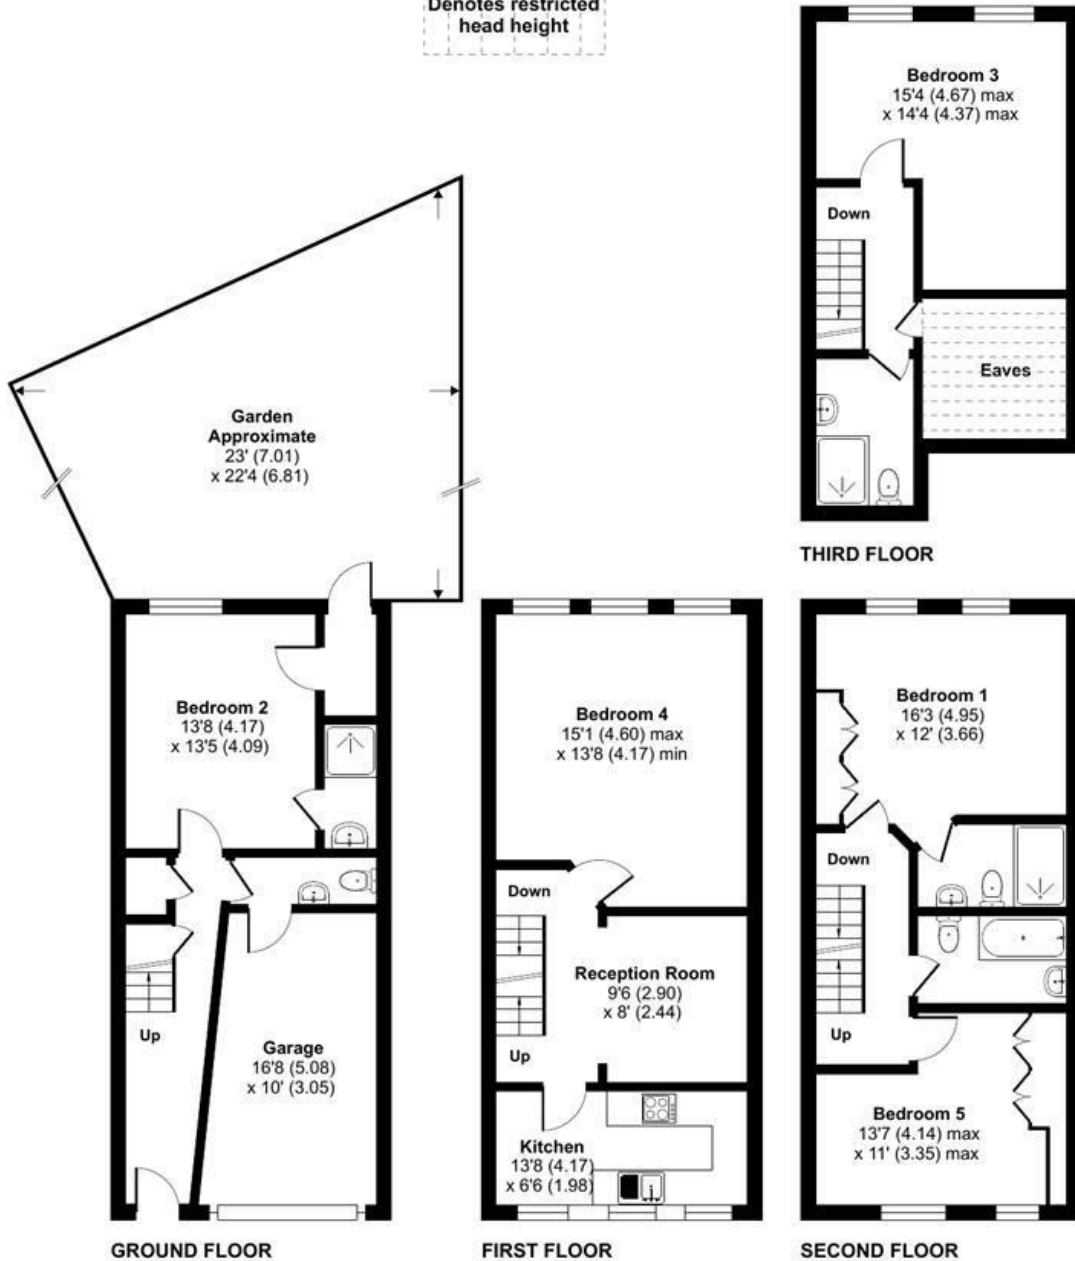 Denotes restricted
head height
Bedroom 3
15'4 (4.67) max
x 14'4 (4.37) max
Down
Eaves
THIRD FLOOR
Garden
Approximate
23' (7.01)
x 22'4 (6.81)
Bedroom 2
13'8 (4.17)
x 13'5 (4.09)
Up
Garage
16'8 (5.08)
x 10' (3.05)
GROUND FLOOR
Bedroom 4
15'1 (4.60) max
x 13'8 (4.17) min
Down
Reception Room
9'6 (2.90)
x 8' (2.44)
Up
Kitchen
13'8 (4.17)
x 6'6 (1.98)
FIRST FLOOR
Bedroom 1
16'3 (4.95)
x 12' (3.66)
Down
Up
Bedroom 5
13'7 (4.14) max
x 11' (3.35) max
SECOND FLOOR